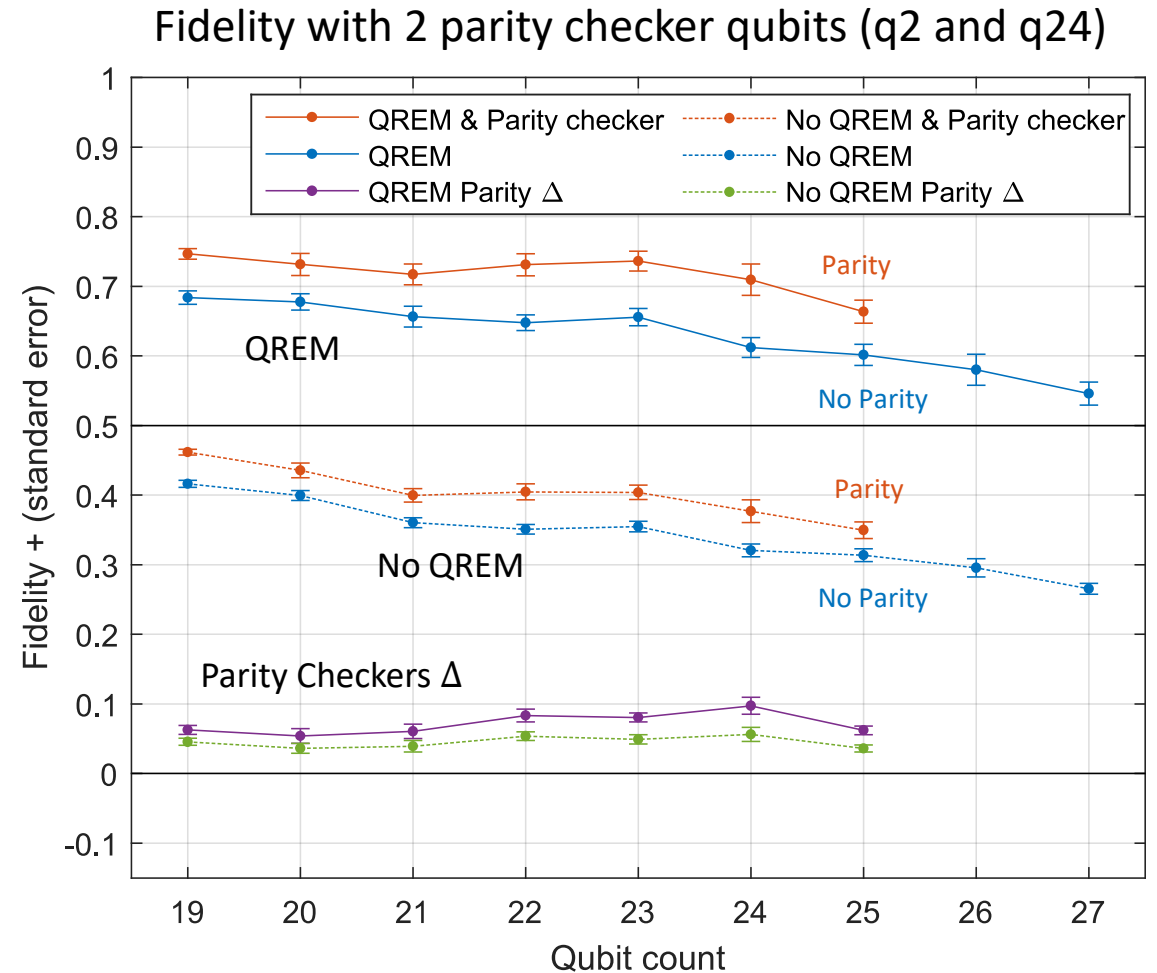 Fidelity with 2 parity checker qubits (q2 and q24)
QREM & Parity checker
QREM
QREM Parity Δ
No QREM & Parity checker
No QREM
No QREM Parity Δ
Fidelity + (standard error)
1
0.9
0.8
0.7
0.6
0.5
0.4
0.3
0.2
0.1
0
-0.1
Parity
QREM
No Parity
Parity
No QREM
No Parity
Parity Checkers Δ
19 20 21 22 23 24 25 26 27
Qubit count